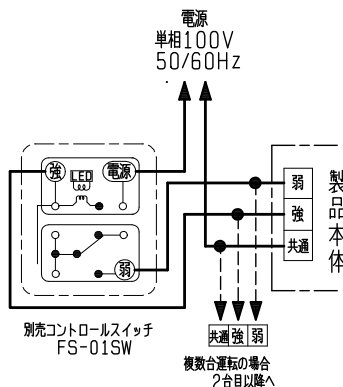 電源
単相100V
50/60Hz
強
LED
電源
弱
弱
強
共通
製品本体
別売コントロールスイッチ
FS-01SW
共通 強 弱
複数台運転の場合
2台目以降へ